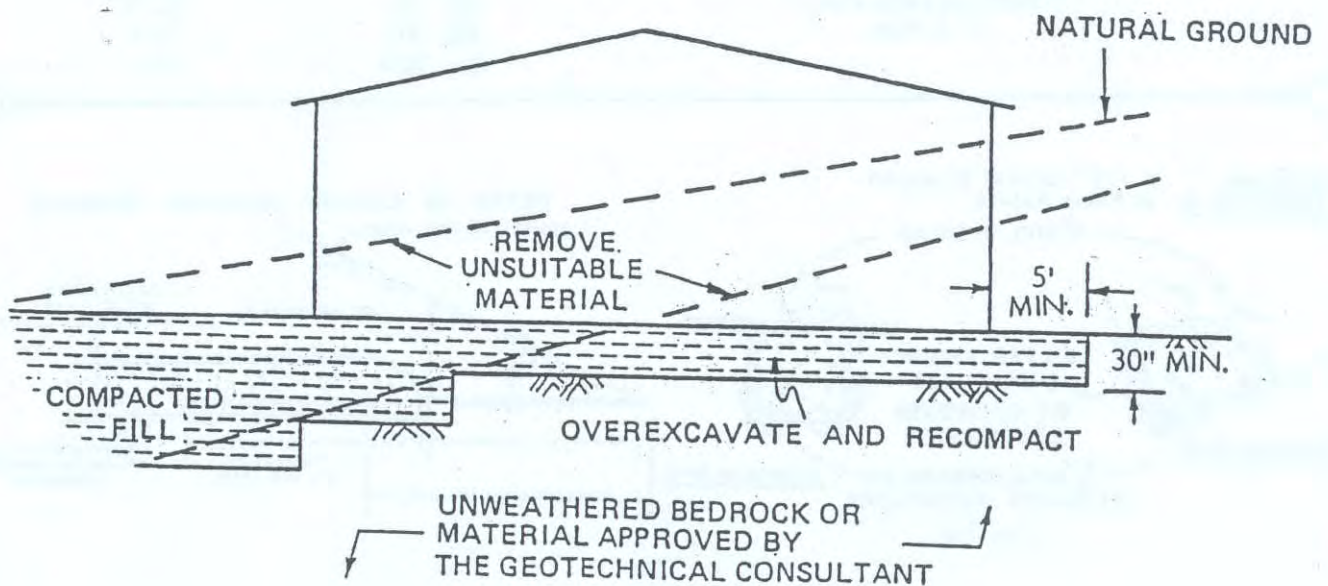 NATURAL GROUND
REMOVE.
UNSUITABLE
MATERIAL
5'
MIN.
30" MIN.
COMPACTED
FILL
OVEREXCAVATE AND RECOMPACT
UNWEATHERED BEDROCK OR
MATERIAL APPROVED BY
THE GEOTECHNICAL CONSULTANT